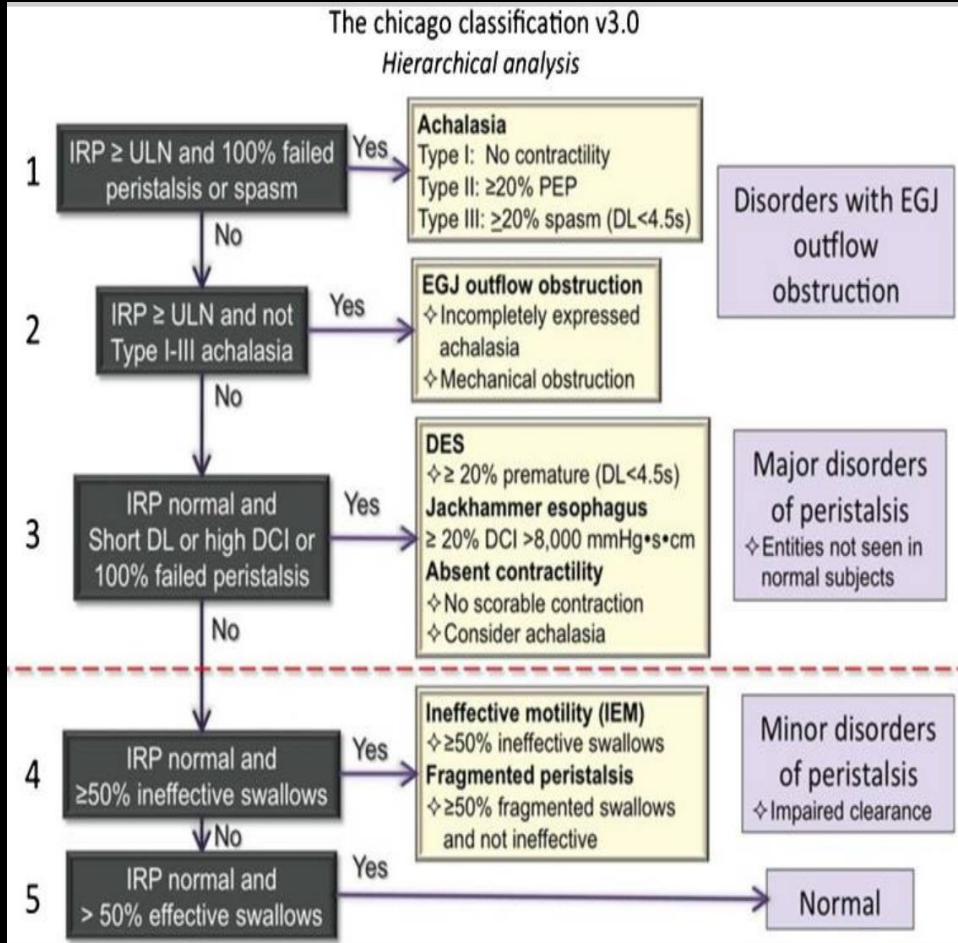 The chicago classification v3.0
Hierarchical analysis
1
IRP ≥ ULN and 100% failed
peristalsis or spasm
Yes
Achalasia
Type I: No contractility
Type II: ≥20% PEP
Type III: ≥20% spasm (DL<4.5s)
Disorders with EGJ
outflow
obstruction
No
2
IRP ≥ ULN and not
Type I-III achalasia
Yes
EGJ outflow obstruction
✧Incompletely expressed
achalasia
✧Mechanical obstruction
No
3
IRP normal and
Short DL or high DCI or
100% failed peristalsis
Yes
DES
✧≥ 20% premature (DL<4.5s)
Jackhammer esophagus
≥ 20% DCI >8,000 mmHg•s•cm
Absent contractility
✧No scorable contraction
✧Consider achalasia
Major disorders
of peristalsis
✧Entities not seen in
normal subjects
No
4
IRP normal and
≥50% ineffective swallows
Yes
Ineffective motility (IEM)
✧≥50% ineffective swallows
Fragmented peristalsis
✧≥50% fragmented swallows
and not ineffective
Minor disorders
of peristalsis
✧Impaired clearance
No
5
IRP normal and
> 50% effective swallows
Yes
Normal